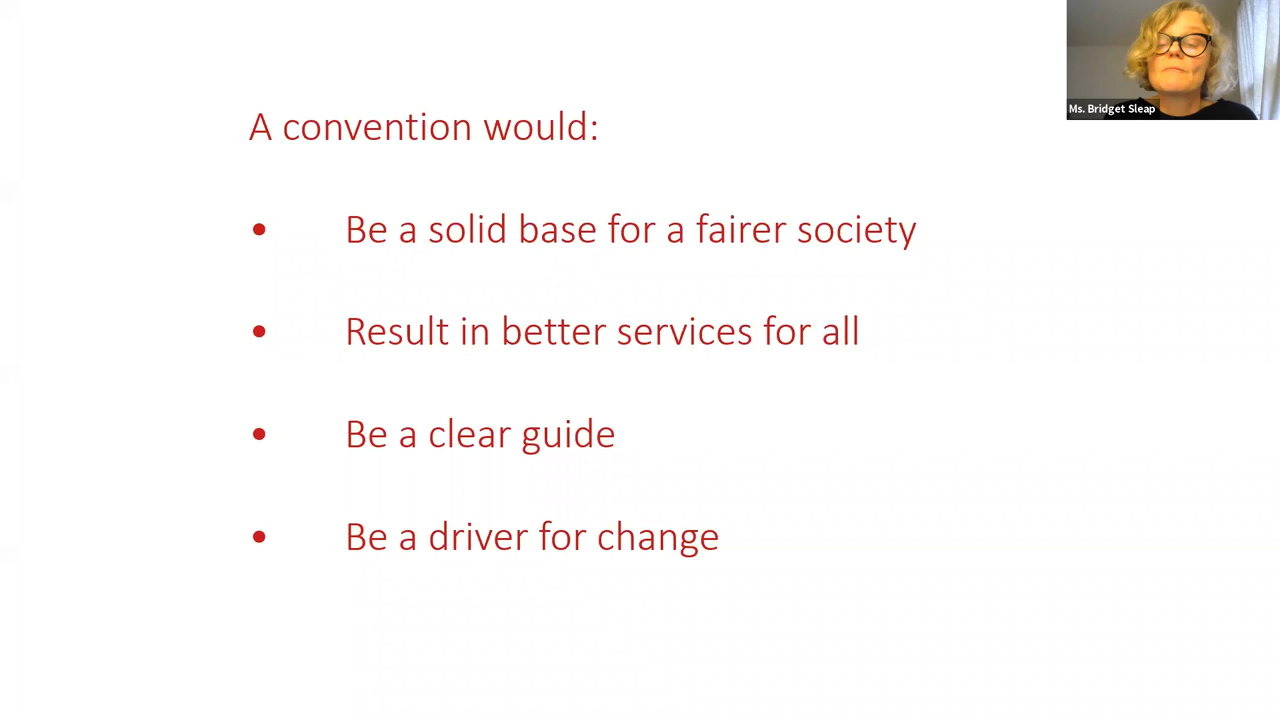 A convention would:
• Be a solid base for a fairer society
• Result in better services for all
• Be a clear guide
• Be a driver for change
Ms. Bridget Sleap